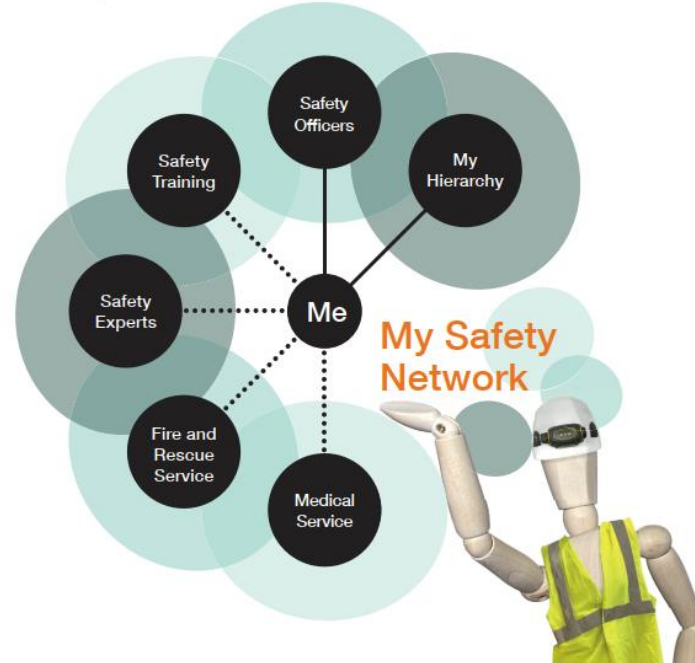 Safety
Officers
My
Hierarchy
Safety
Training
Safety
Experts
Me
My Safety
Network
Fire and
Rescue
Service
Medical
Service